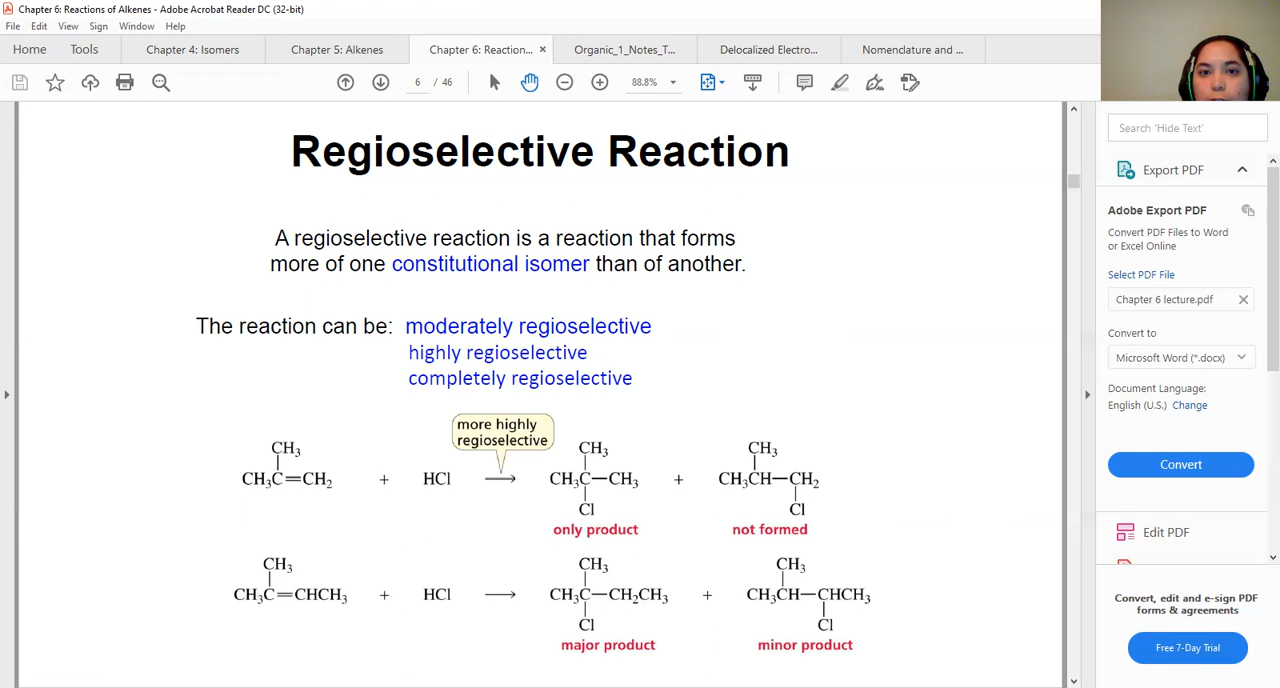 Chapter 6: Reactions of Alkenes - Adobe Acrobat Reader DC (32-bit)
File Edit View Sign Window Help
Home Tools Chapter 4: Isomers Chapter 5: Alkenes Chapter 6: Reaction... × Organic_1_Notes_T... Delocalized Electro... Nomenclature and ...
6 / 46 88.8%
Search 'Hide Text'
Export PDF
Adobe Export PDF
Convert PDF Files to Word
or Excel Online
Select PDF File
Chapter 6 lecture.pdf
Convert to
Microsoft Word (*.docx)
Document Language:
English (U.S.) Change
Convert
Edit PDF
Convert, edit and e-sign PDF
forms & agreements
Free 7-Day Trial
Regioselective Reaction
A regioselective reaction is a reaction that forms
more of one constitutional isomer than of another.
The reaction can be: moderately regioselective
highly regioselective
completely regioselective
more highly
regioselective
CH₃ CH₃ CH₃
CH₃C=CH₂ + HCl → CH₃C—CH₃ + CH₃CH—CH₂
Cl Cl
only product not formed
CH₃ CH₃ CH₃
CH₃C=CHCH₃ + HCl → CH₃C—CH₂CH₃ + CH₃CH—CHCH₃
Cl Cl
major product minor product